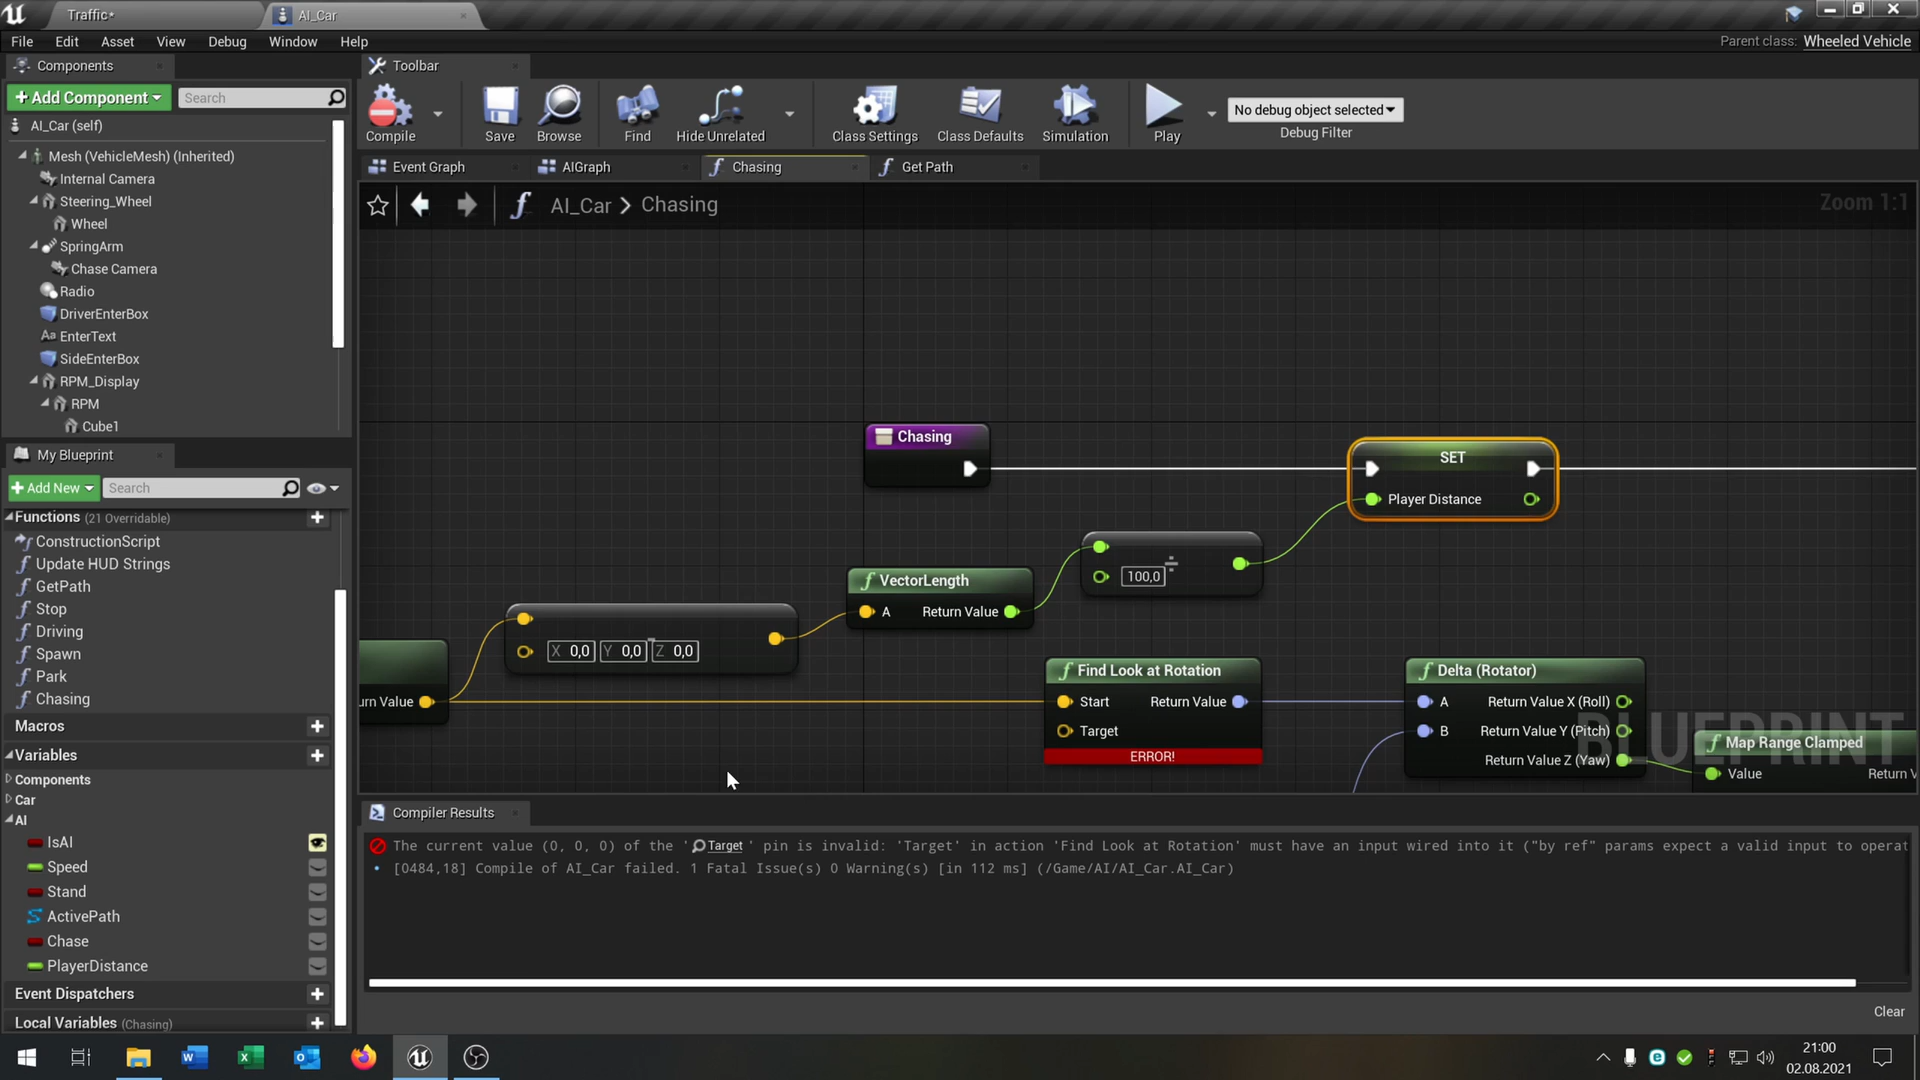 Traffic*
AI_Car
File Edit Asset View Debug Window Help
Parent class: Wheeled Vehicle
Components
Toolbar
+ Add Component
Search
AI_Car (self)
Mesh (VehicleMesh) (Inherited)
Internal Camera
Steering_Wheel
Wheel
SpringArm
Chase Camera
Radio
DriverEnterBox
Aa EnterText
SideEnterBox
RPM_Display
RPM
Cube1
Compile
Save
Browse
Find
Hide Unrelated
Class Settings
Class Defaults
Simulation
Play
No debug object selected
Debug Filter
Event Graph
AIGraph
Chasing
Get Path
AI_Car > Chasing
Zoom 1:1
My Blueprint
+ Add New
Search
Functions (21 Overridable)
ConstructionScript
Update HUD Strings
GetPath
Stop
Driving
Spawn
Park
Chasing
Macros
Variables
Components
Car
AI
IsAI
Speed
Stand
ActivePath
Chase
PlayerDistance
Event Dispatchers
Local Variables (Chasing)
Chasing
SET
Player Distance
100,0
÷
VectorLength
A Return Value
X 0,0 Y 0,0 Z 0,0
urn Value
Find Look at Rotation
Start Return Value
Target
ERROR!
Delta (Rotator)
A Return Value X (Roll)
B Return Value Y (Pitch)
Return Value Z (Yaw)
BLUEPRINT
Map Range Clamped
Value Return V
Compiler Results
The current value (0, 0, 0) of the ' Target ' pin is invalid: 'Target' in action 'Find Look at Rotation' must have an input wired into it ("by ref" params expect a valid input to operat
• [0484,18] Compile of AI_Car failed. 1 Fatal Issue(s) 0 Warning(s) [in 112 ms] (/Game/AI/AI_Car.AI_Car)
Clear
21:00
02.08.2021